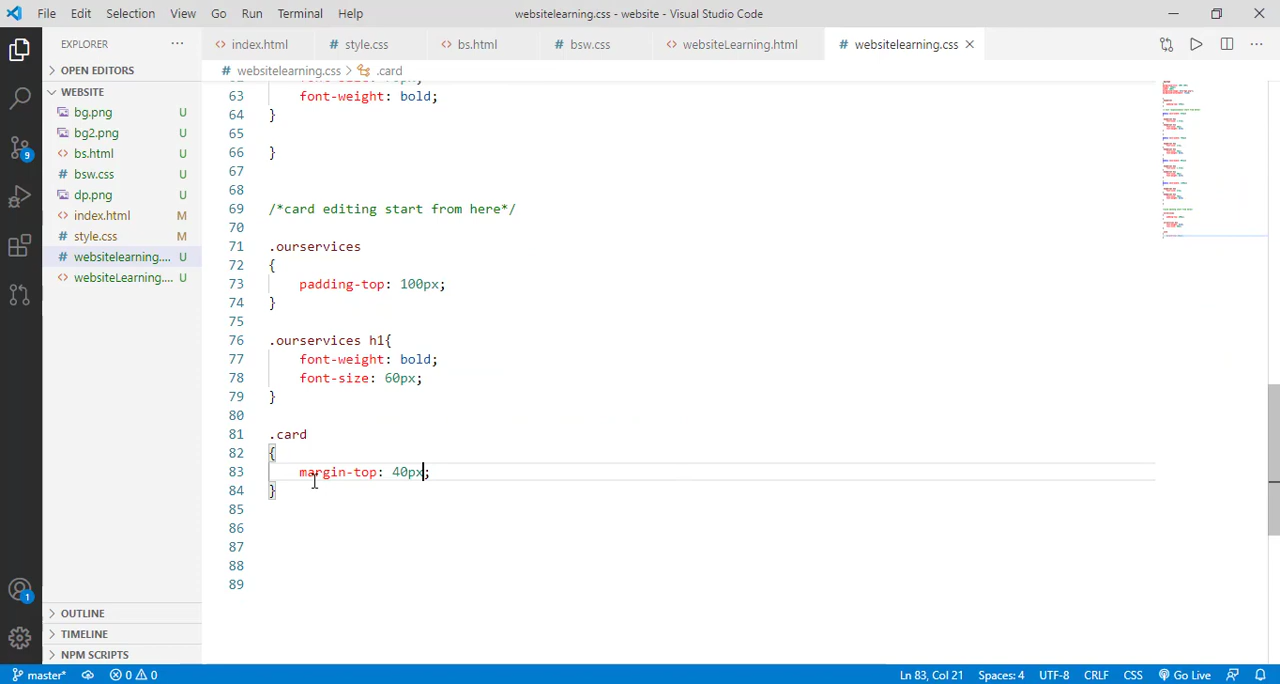 File Edit Selection View Go Run Terminal Help websitelearning.css - website - Visual Studio Code
EXPLORER ... <> index.html # style.css <> bs.html # bsw.css <> websiteLearning.html # websitelearning.css
OPEN EDITORS
# websitelearning.css > .card
WEBSITE
bg.png U
bg2.png U
<> bs.html U
# bsw.css U
dp.png U
<> index.html M
# style.css M
# websitelearning.... U
<> websiteLearning.... U
63 font-weight: bold;
64 }
65
66 }
67
68
69 /*card editing start from here*/
70
71 .ourservices
72 {
73 padding-top: 100px;
74 }
75
76 .ourservices h1{
77 font-weight: bold;
78 font-size: 60px;
79 }
80
81 .card
82 {
83 margin-top: 40px;
84 }
85
86
87
88
89
9
1
OUTLINE
TIMELINE
NPM SCRIPTS
master* 0 0 Ln 83, Col 21 Spaces: 4 UTF-8 CRLF CSS Go Live